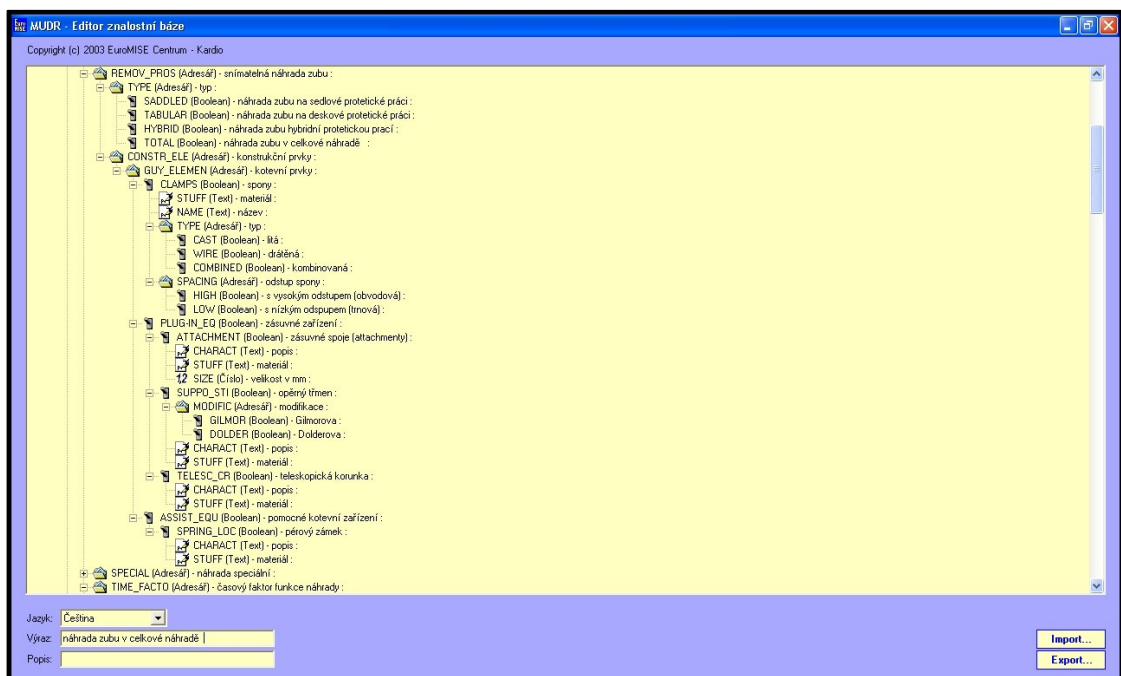 Euro
MISE
MUDR - Editor znalostní báze
Copyright (c) 2003 EuroMISE Centrum - Kardio
REMOV_PROS (Adresář) - snímatelná náhrada zubu :
TYPE (Adresář) - typ :
SADDLED (Boolean) - náhrada zubu na sedlové protetické práci :
TABULAR (Boolean) - náhrada zubu na deskové protetické práci :
HYBRID (Boolean) - náhrada zubu hybridní protetickou prací :
TOTAL (Boolean) - náhrada zubu v celkové náhradě :
CONSTR_ELE (Adresář) - konstrukční prvky :
GUY_ELEMEN (Adresář) - kotevní prvky :
CLAMPS (Boolean) - spony :
STUFF (Text) - materiál :
NAME (Text) - název :
TYPE (Adresář) - typ :
CAST (Boolean) - litá :
WIRE (Boolean) - drátěná :
COMBINED (Boolean) - kombinovaná :
SPACING (Adresář) - odstup spony :
HIGH (Boolean) - s vysokým odstupem (obvodová) :
LOW (Boolean) - s nízkým odspupem (trnová) :
PLUG-IN_EQ (Boolean) - zásuvné zařízení :
ATTACHMENT (Boolean) - zásuvné spoje (attachmenty) :
CHARACT (Text) - popis :
STUFF (Text) - materiál :
1,2 SIZE (Číslo) - velikost v mm :
SUPPO_STI (Boolean) - opěrný třmen :
MODIFIC (Adresář) - modifikace :
GILMOR (Boolean) - Gilmorova :
DOLDER (Boolean) - Dolderova :
CHARACT (Text) - popis :
STUFF (Text) - materiál :
TELESC_CR (Boolean) - teleskopická korunka :
CHARACT (Text) - popis :
STUFF (Text) - materiál :
ASSIST_EQU (Boolean) - pomocné kotevní zařízení :
SPRING_LOC (Boolean) - pérový zámek :
CHARACT (Text) - popis :
STUFF (Text) - materiál :
SPECIAL (Adresář) - náhrada speciální :
TIME_FACTO (Adresář) - časový faktor funkce náhrady :
Jazyk: Čeština
Výraz: náhrada zubu v celkové náhradě
Import...
Popis:
Export...